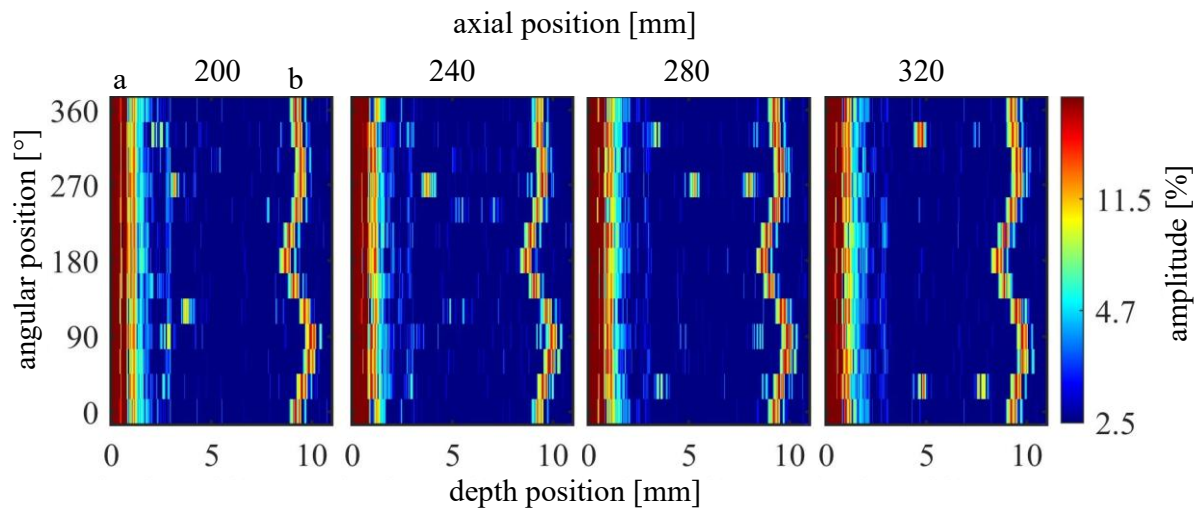 axial position [mm]
a 200 b 240 280 320
angular position [°]
360
270
180
90
0
0 5 10 0 5 10 0 5 10 0 5 10
depth position [mm]
11.5
4.7
2.5
amplitude [%]